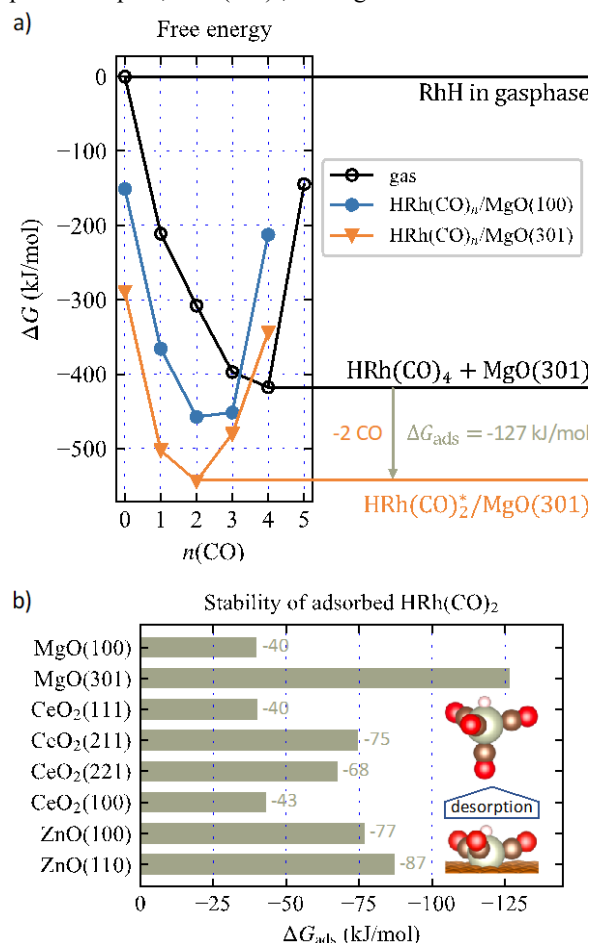 a)
Free energy
0
−100
−200
−300
−400
−500
ΔG (kJ/mol)
0 1 2 3 4 5
n(CO)
RhH in gasphase
gas
HRh(CO)ₙ/MgO(100)
HRh(CO)ₙ/MgO(301)
HRh(CO)₄ + MgO(301)
-2 CO ΔG_ads = -127 kJ/mol
HRh(CO)₂*/MgO(301)
b)
Stability of adsorbed HRh(CO)₂
MgO(100) -40
MgO(301)
CeO₂(111) -40
CeO₂(211) -75
CeO₂(221) -68
CeO₂(100) -43
ZnO(100) -77
ZnO(110) -87
desorption
0 −25 −50 −75 −100 −125
ΔG_ads (kJ/mol)